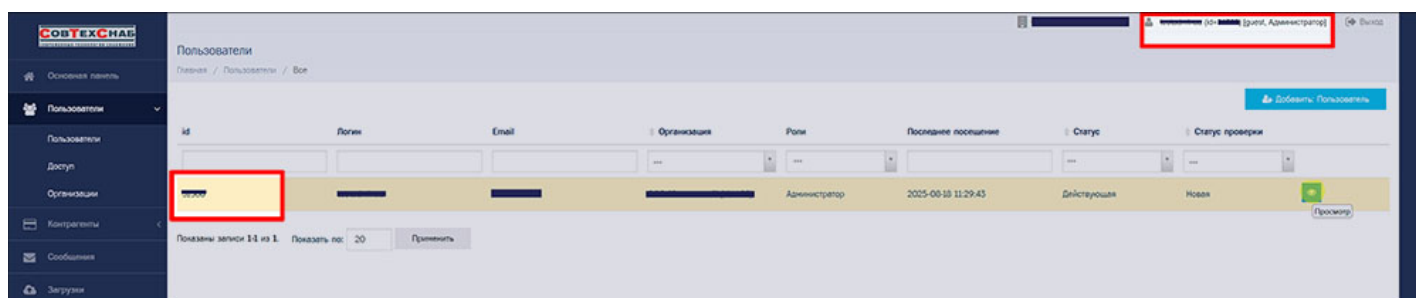 СОВТЕХСНАБ
(id= [guest, Администратор]
Выход
Пользователи
Главная / Пользователи / Все
Основная панель
Пользователи
Добавить: Пользователь
Пользователи
Доступ
Организации
Контрагенты
Сообщения
Загрузки
id Логин Email Организация Роли Последнее посещение Статус Статус проверки
--- --- --- ---
Администратор 2025-08-18 11:29:43 Действующая Новая
Просмотр
Показаны записи 1-1 из 1. Показать по: 20 Применить